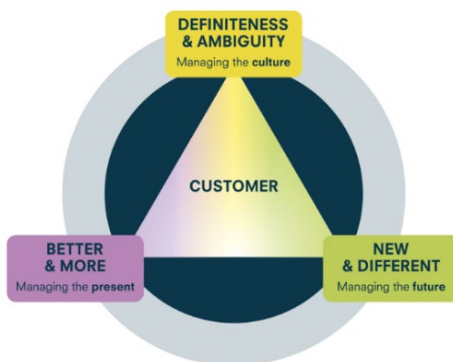 DEFINITENESS
& AMBIGUITY
Managing the culture
CUSTOMER
BETTER
& MORE
Managing the present
NEW
& DIFFERENT
Managing the future